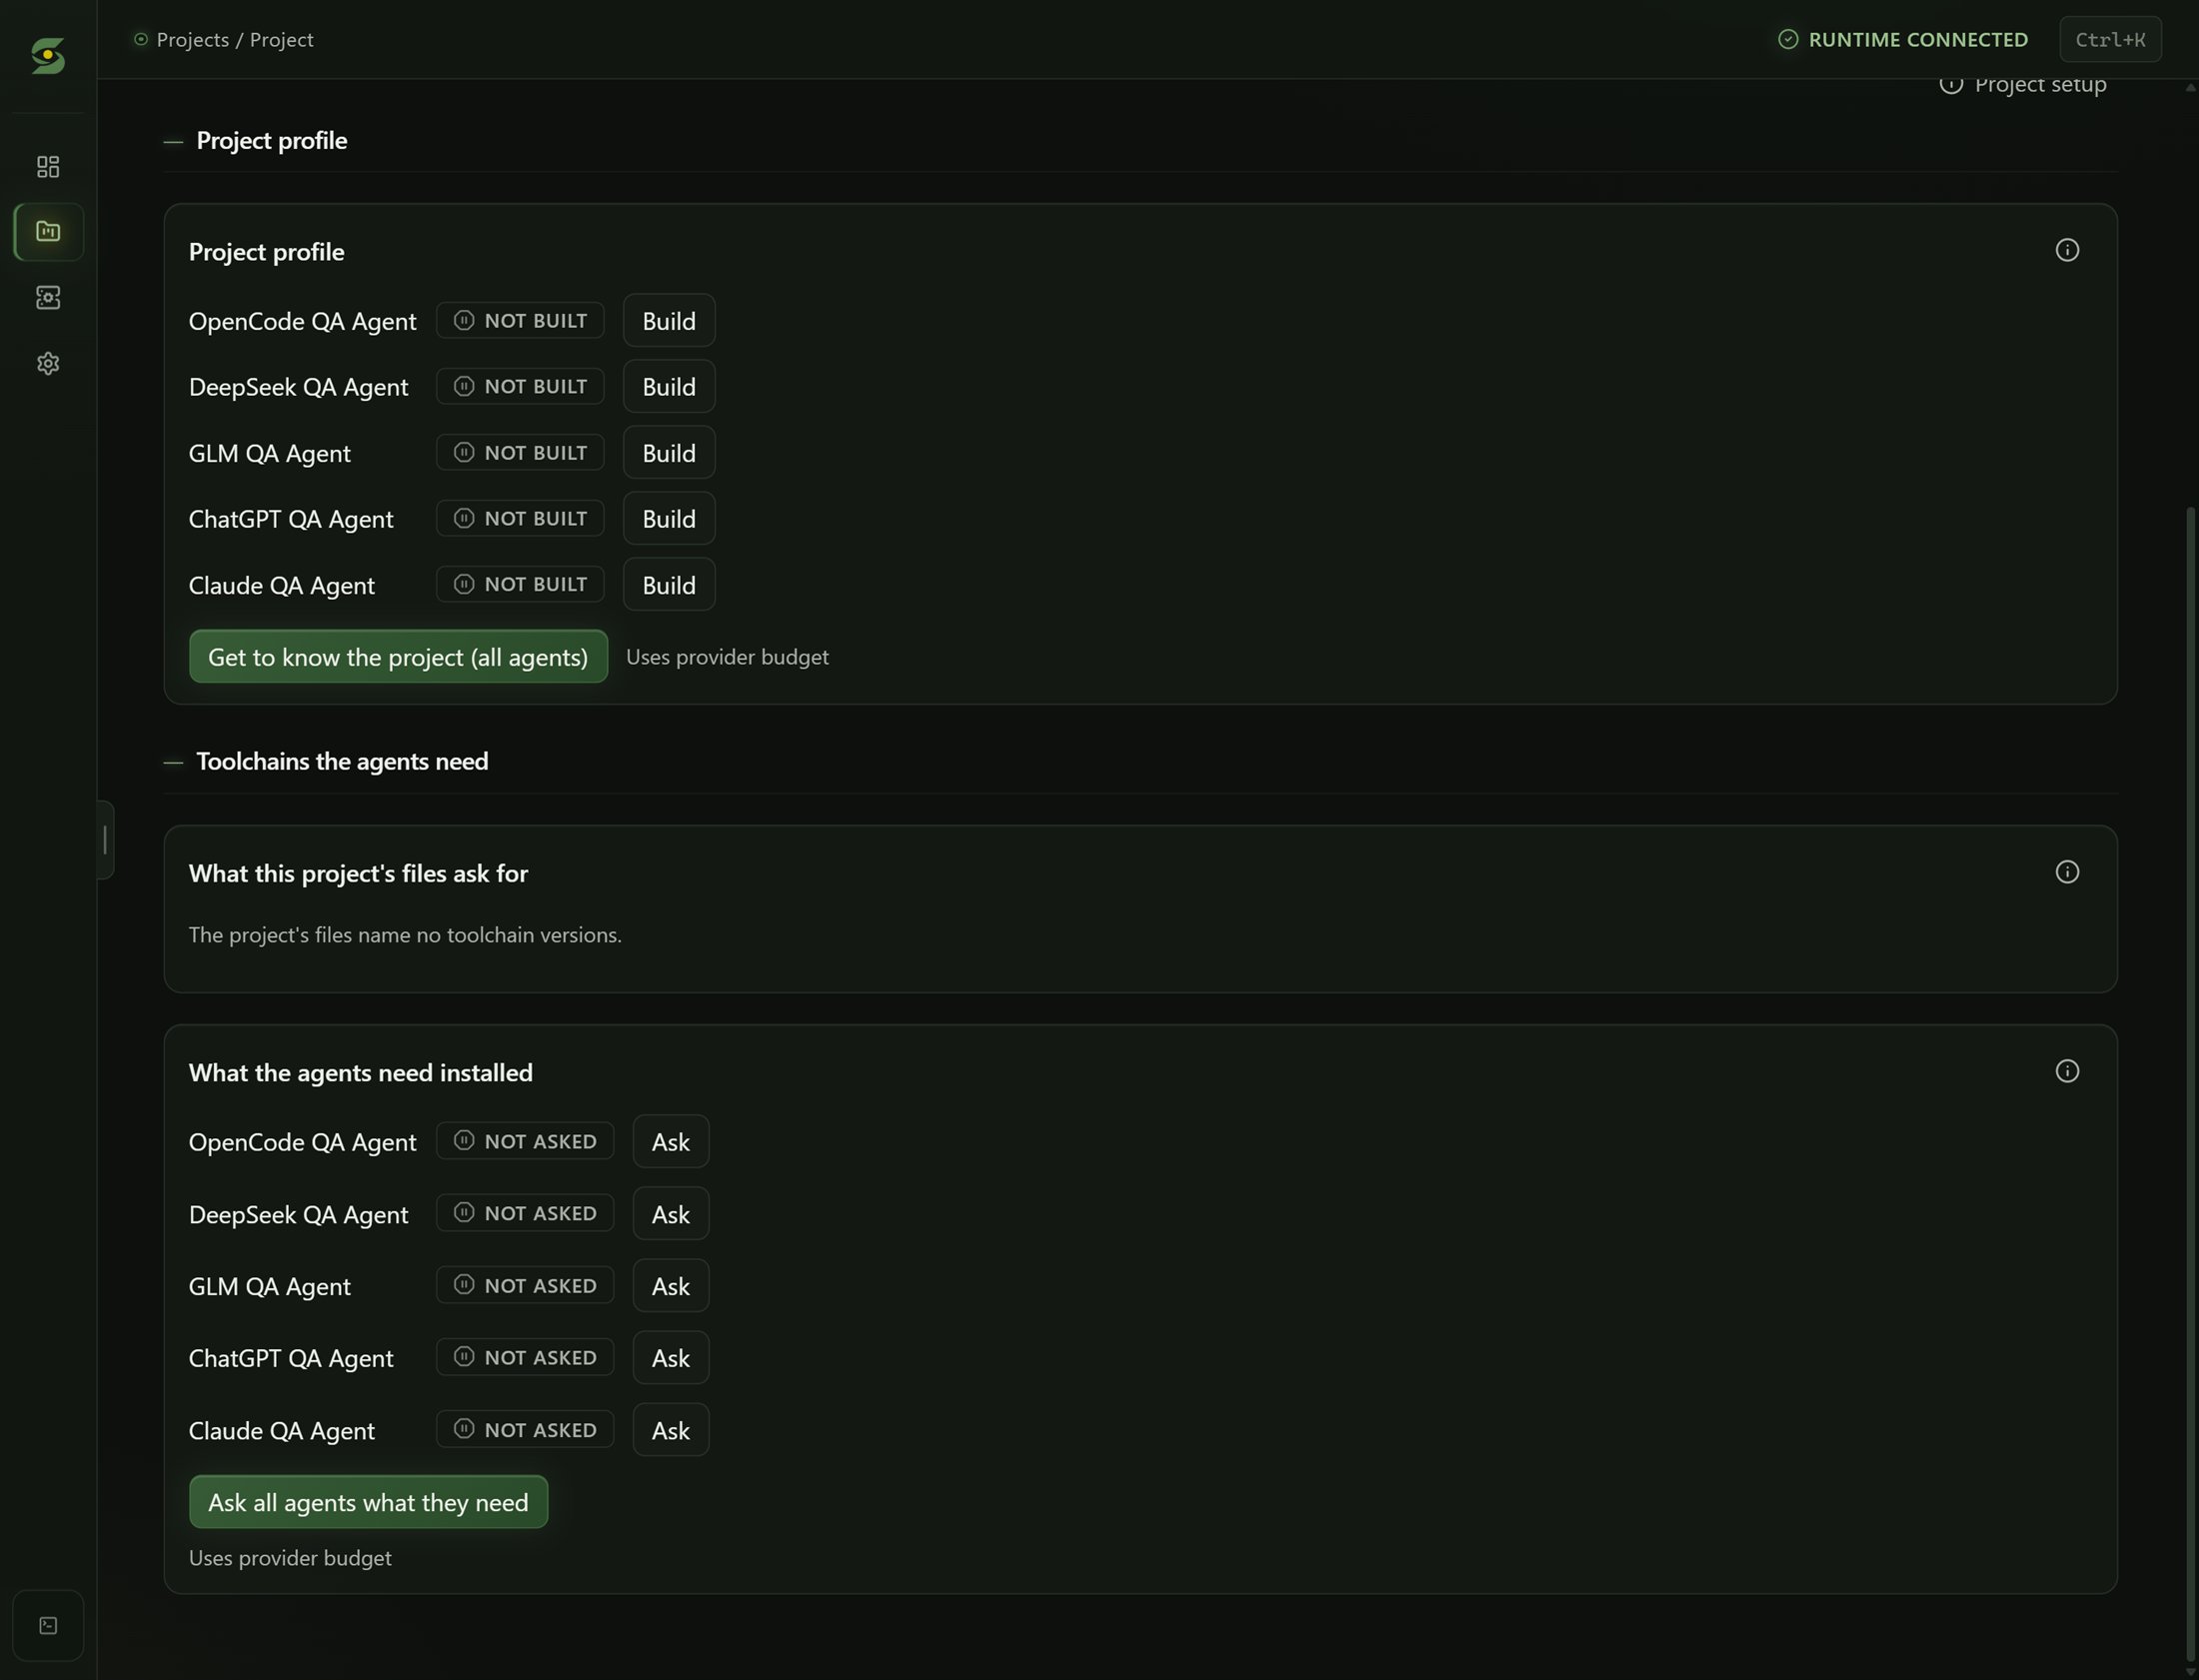 Projects / Project
RUNTIME CONNECTED
Ctrl+K
Project setup
Project profile
Project profile
OpenCode QA Agent NOT BUILT Build
DeepSeek QA Agent NOT BUILT Build
GLM QA Agent NOT BUILT Build
ChatGPT QA Agent NOT BUILT Build
Claude QA Agent NOT BUILT Build
Get to know the project (all agents) Uses provider budget
Toolchains the agents need
What this project's files ask for
The project's files name no toolchain versions.
What the agents need installed
OpenCode QA Agent NOT ASKED Ask
DeepSeek QA Agent NOT ASKED Ask
GLM QA Agent NOT ASKED Ask
ChatGPT QA Agent NOT ASKED Ask
Claude QA Agent NOT ASKED Ask
Ask all agents what they need
Uses provider budget